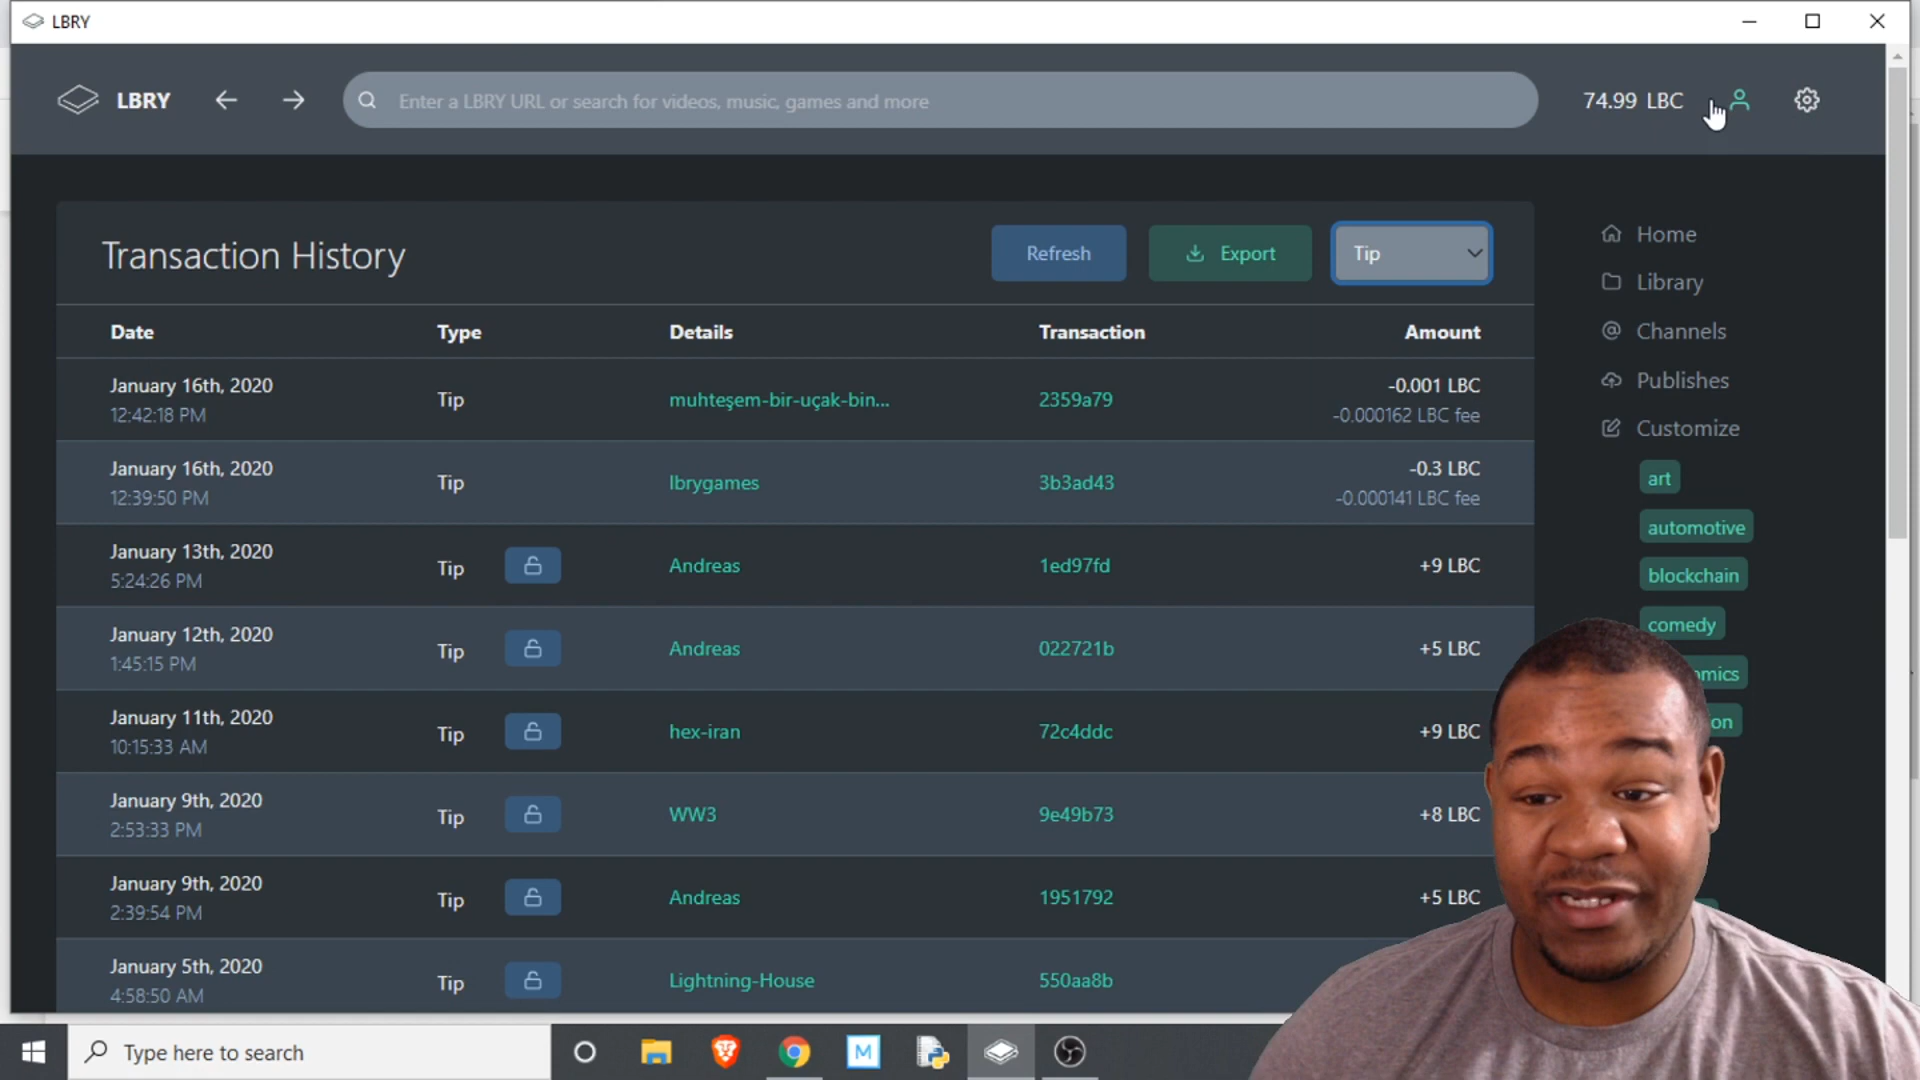 LBRY
LBRY
Enter a LBRY URL or search for videos, music, games and more
74.99 LBC
Transaction History
Refresh
Export
Tip
Home
Library
Channels
Publishes
Customize
art
automotive
blockchain
comedy
omics
on
Date Type Details Transaction Amount
January 16th, 2020 Tip muhteşem-bir-uçak-bin... 2359a79 -0.001 LBC
12:42:18 PM -0.000162 LBC fee
January 16th, 2020 Tip lbrygames 3b3ad43 -0.3 LBC
12:39:50 PM -0.000141 LBC fee
January 13th, 2020 Tip Andreas 1ed97fd +9 LBC
5:24:26 PM
January 12th, 2020 Tip Andreas 022721b +5 LBC
1:45:15 PM
January 11th, 2020 Tip hex-iran 72c4ddc +9 LBC
10:15:33 AM
January 9th, 2020 Tip WW3 9e49b73 +8 LBC
2:53:33 PM
January 9th, 2020 Tip Andreas 1951792 +5 LBC
2:39:54 PM
January 5th, 2020 Tip Lightning-House 550aa8b
4:58:50 AM
Type here to search
M